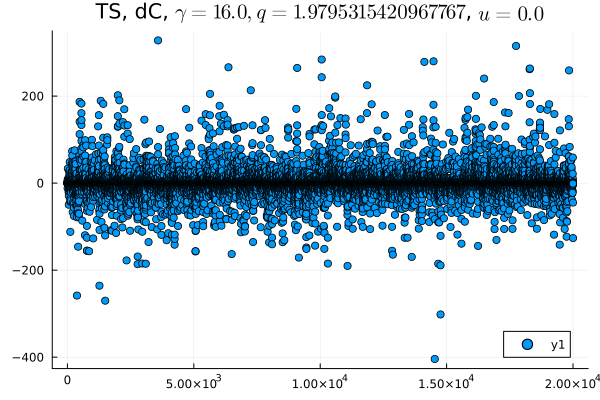 TS, dC, γ = 16.0, q = 1.9795315420967767, u = 0.0
200
0
−200
−400
y1
0 5.00×10³ 1.00×10⁴ 1.50×10⁴ 2.00×10⁴